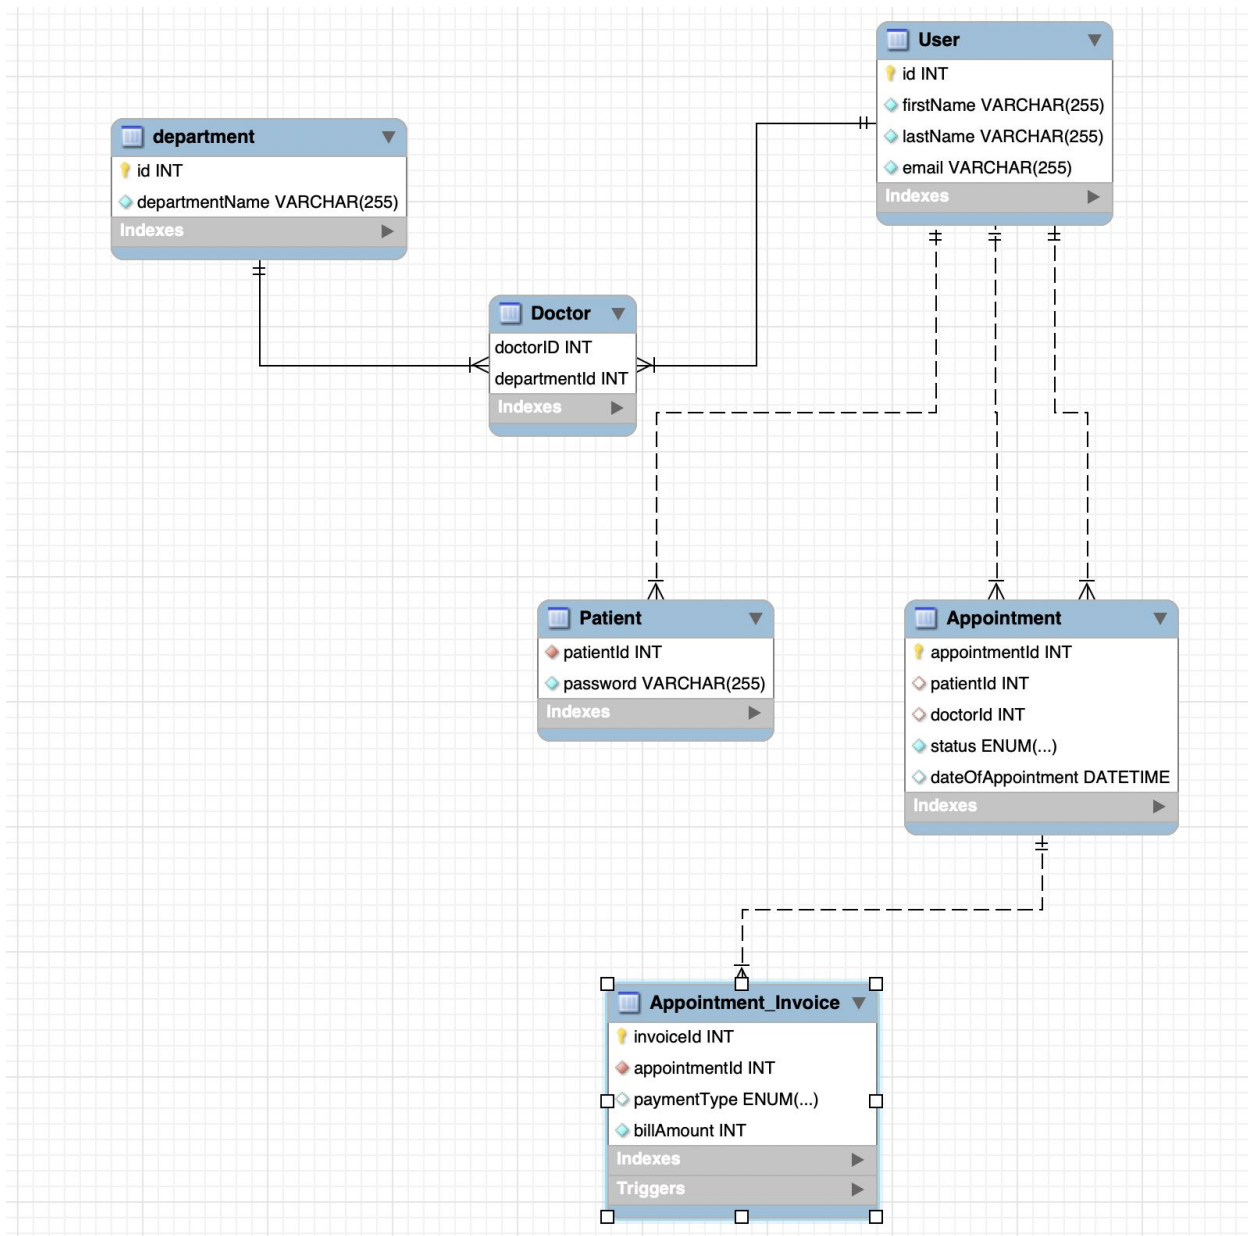 User
id INT
firstName VARCHAR(255)
lastName VARCHAR(255)
email VARCHAR(255)
Indexes
department
id INT
departmentName VARCHAR(255)
Indexes
Doctor
doctorID INT
departmentId INT
Indexes
Patient
patientId INT
password VARCHAR(255)
Indexes
Appointment
appointmentId INT
patientId INT
doctorId INT
status ENUM(...)
dateOfAppointment DATETIME
Indexes
Appointment_Invoice
invoiceId INT
appointmentId INT
paymentType ENUM(...)
billAmount INT
Indexes
Triggers